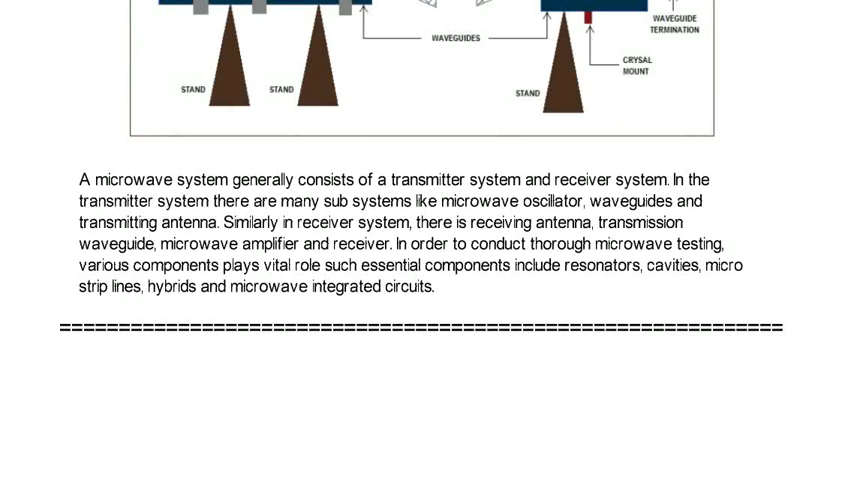 WAVEGUIDE
TERMINATION
WAVEGUIDES
CRYSAL
MOUNT
STAND
STAND
STAND
A microwave system generally consists of a transmitter system and receiver system. In the
transmitter system there are many sub systems like microwave oscillator, waveguides and
transmitting antenna. Similarly in receiver system, there is receiving antenna, transmission
waveguide, microwave amplifier and receiver. In order to conduct thorough microwave testing,
various components plays vital role such essential components include resonators, cavities, micro
strip lines, hybrids and microwave integrated circuits.
=============================================================